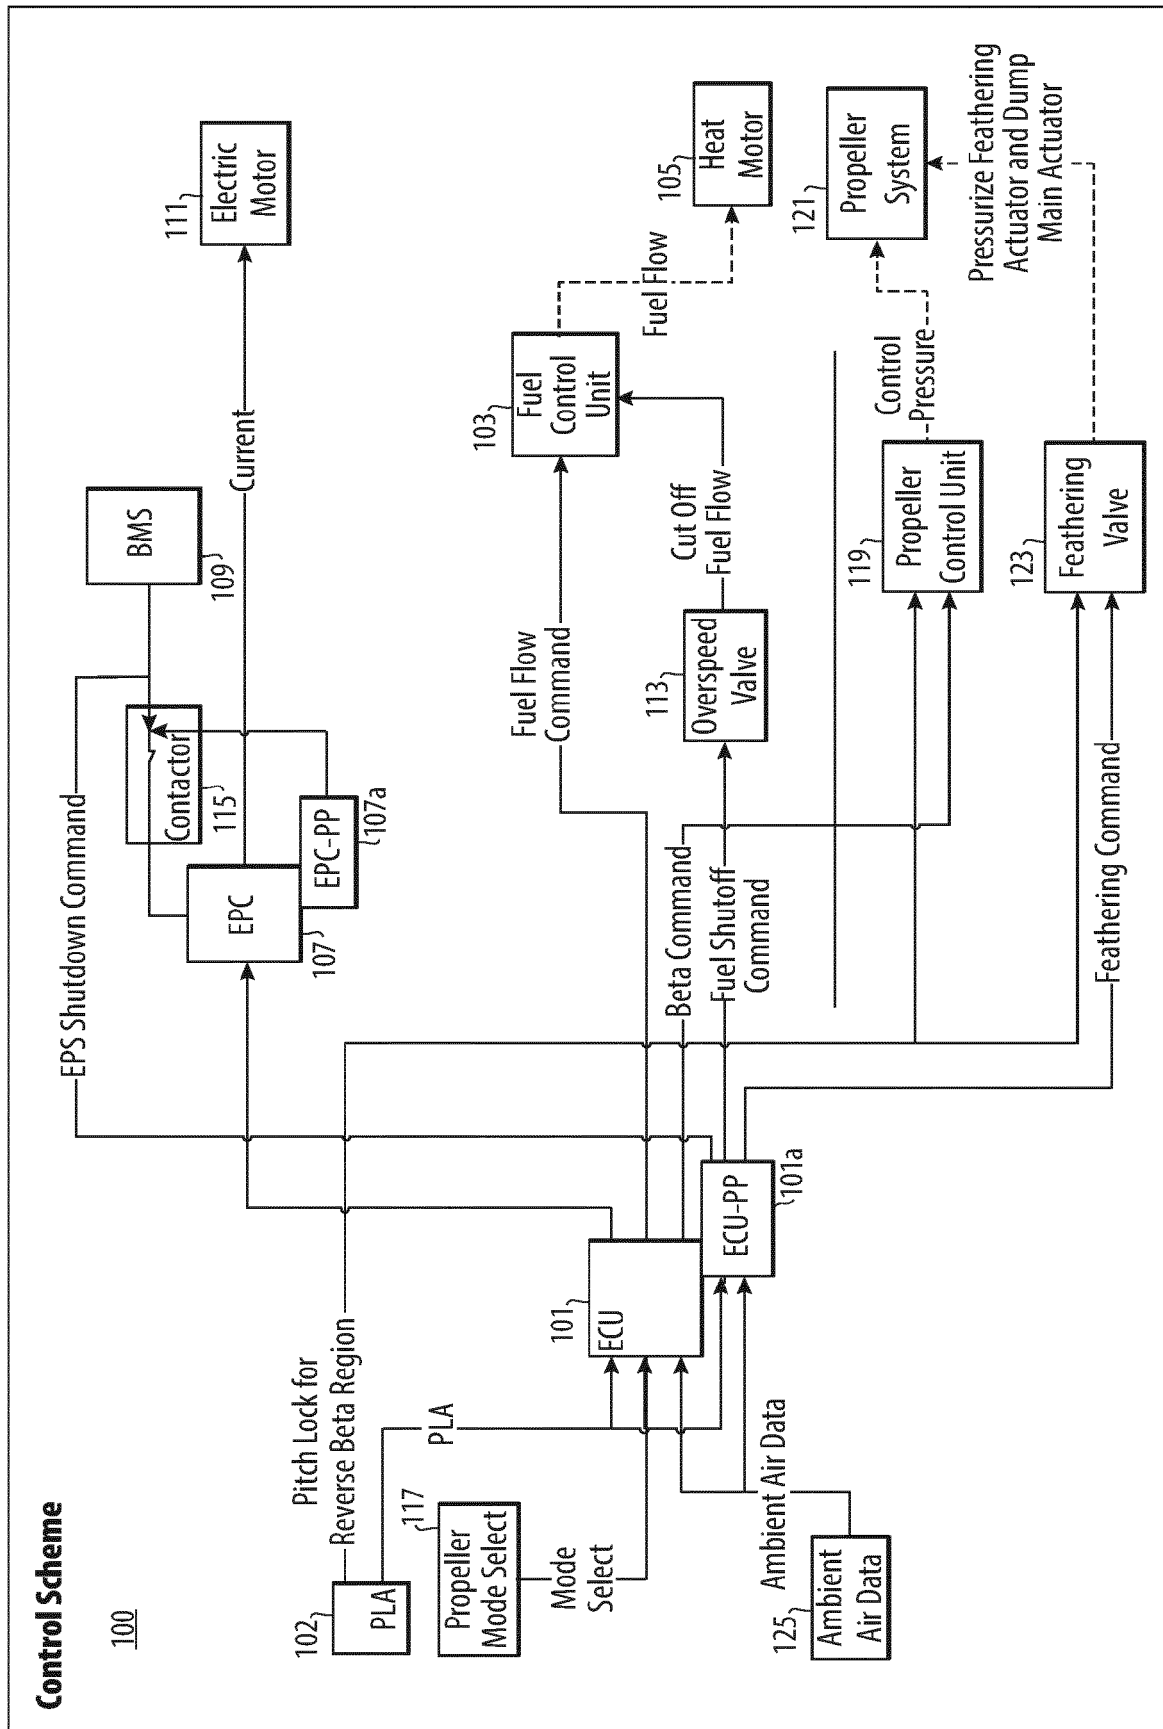 Control Scheme
100
EPS Shutdown Command
BMS
109
Contactor
115
EPC
107
EPC-PP
107a
Current
111
Electric
Motor
Pitch Lock for
Reverse Beta Region
102
PLA
PLA
117
Propeller
Mode Select
Mode
Select
101
ECU
ECU-PP
101a
Fuel Flow
Command
103
Fuel
Control
Unit
Fuel Flow
105
Heat
Motor
Beta Command
Fuel Shutoff
Command
113
Overspeed
Valve
Cut Off
Fuel Flow
119
Propeller
Control Unit
Control
Pressure
121
Propeller
System
Feathering Command
123
Feathering
Valve
Pressurize Feathering
Actuator and Dump
Main Actuator
Ambient Air Data
125
Ambient
Air Data